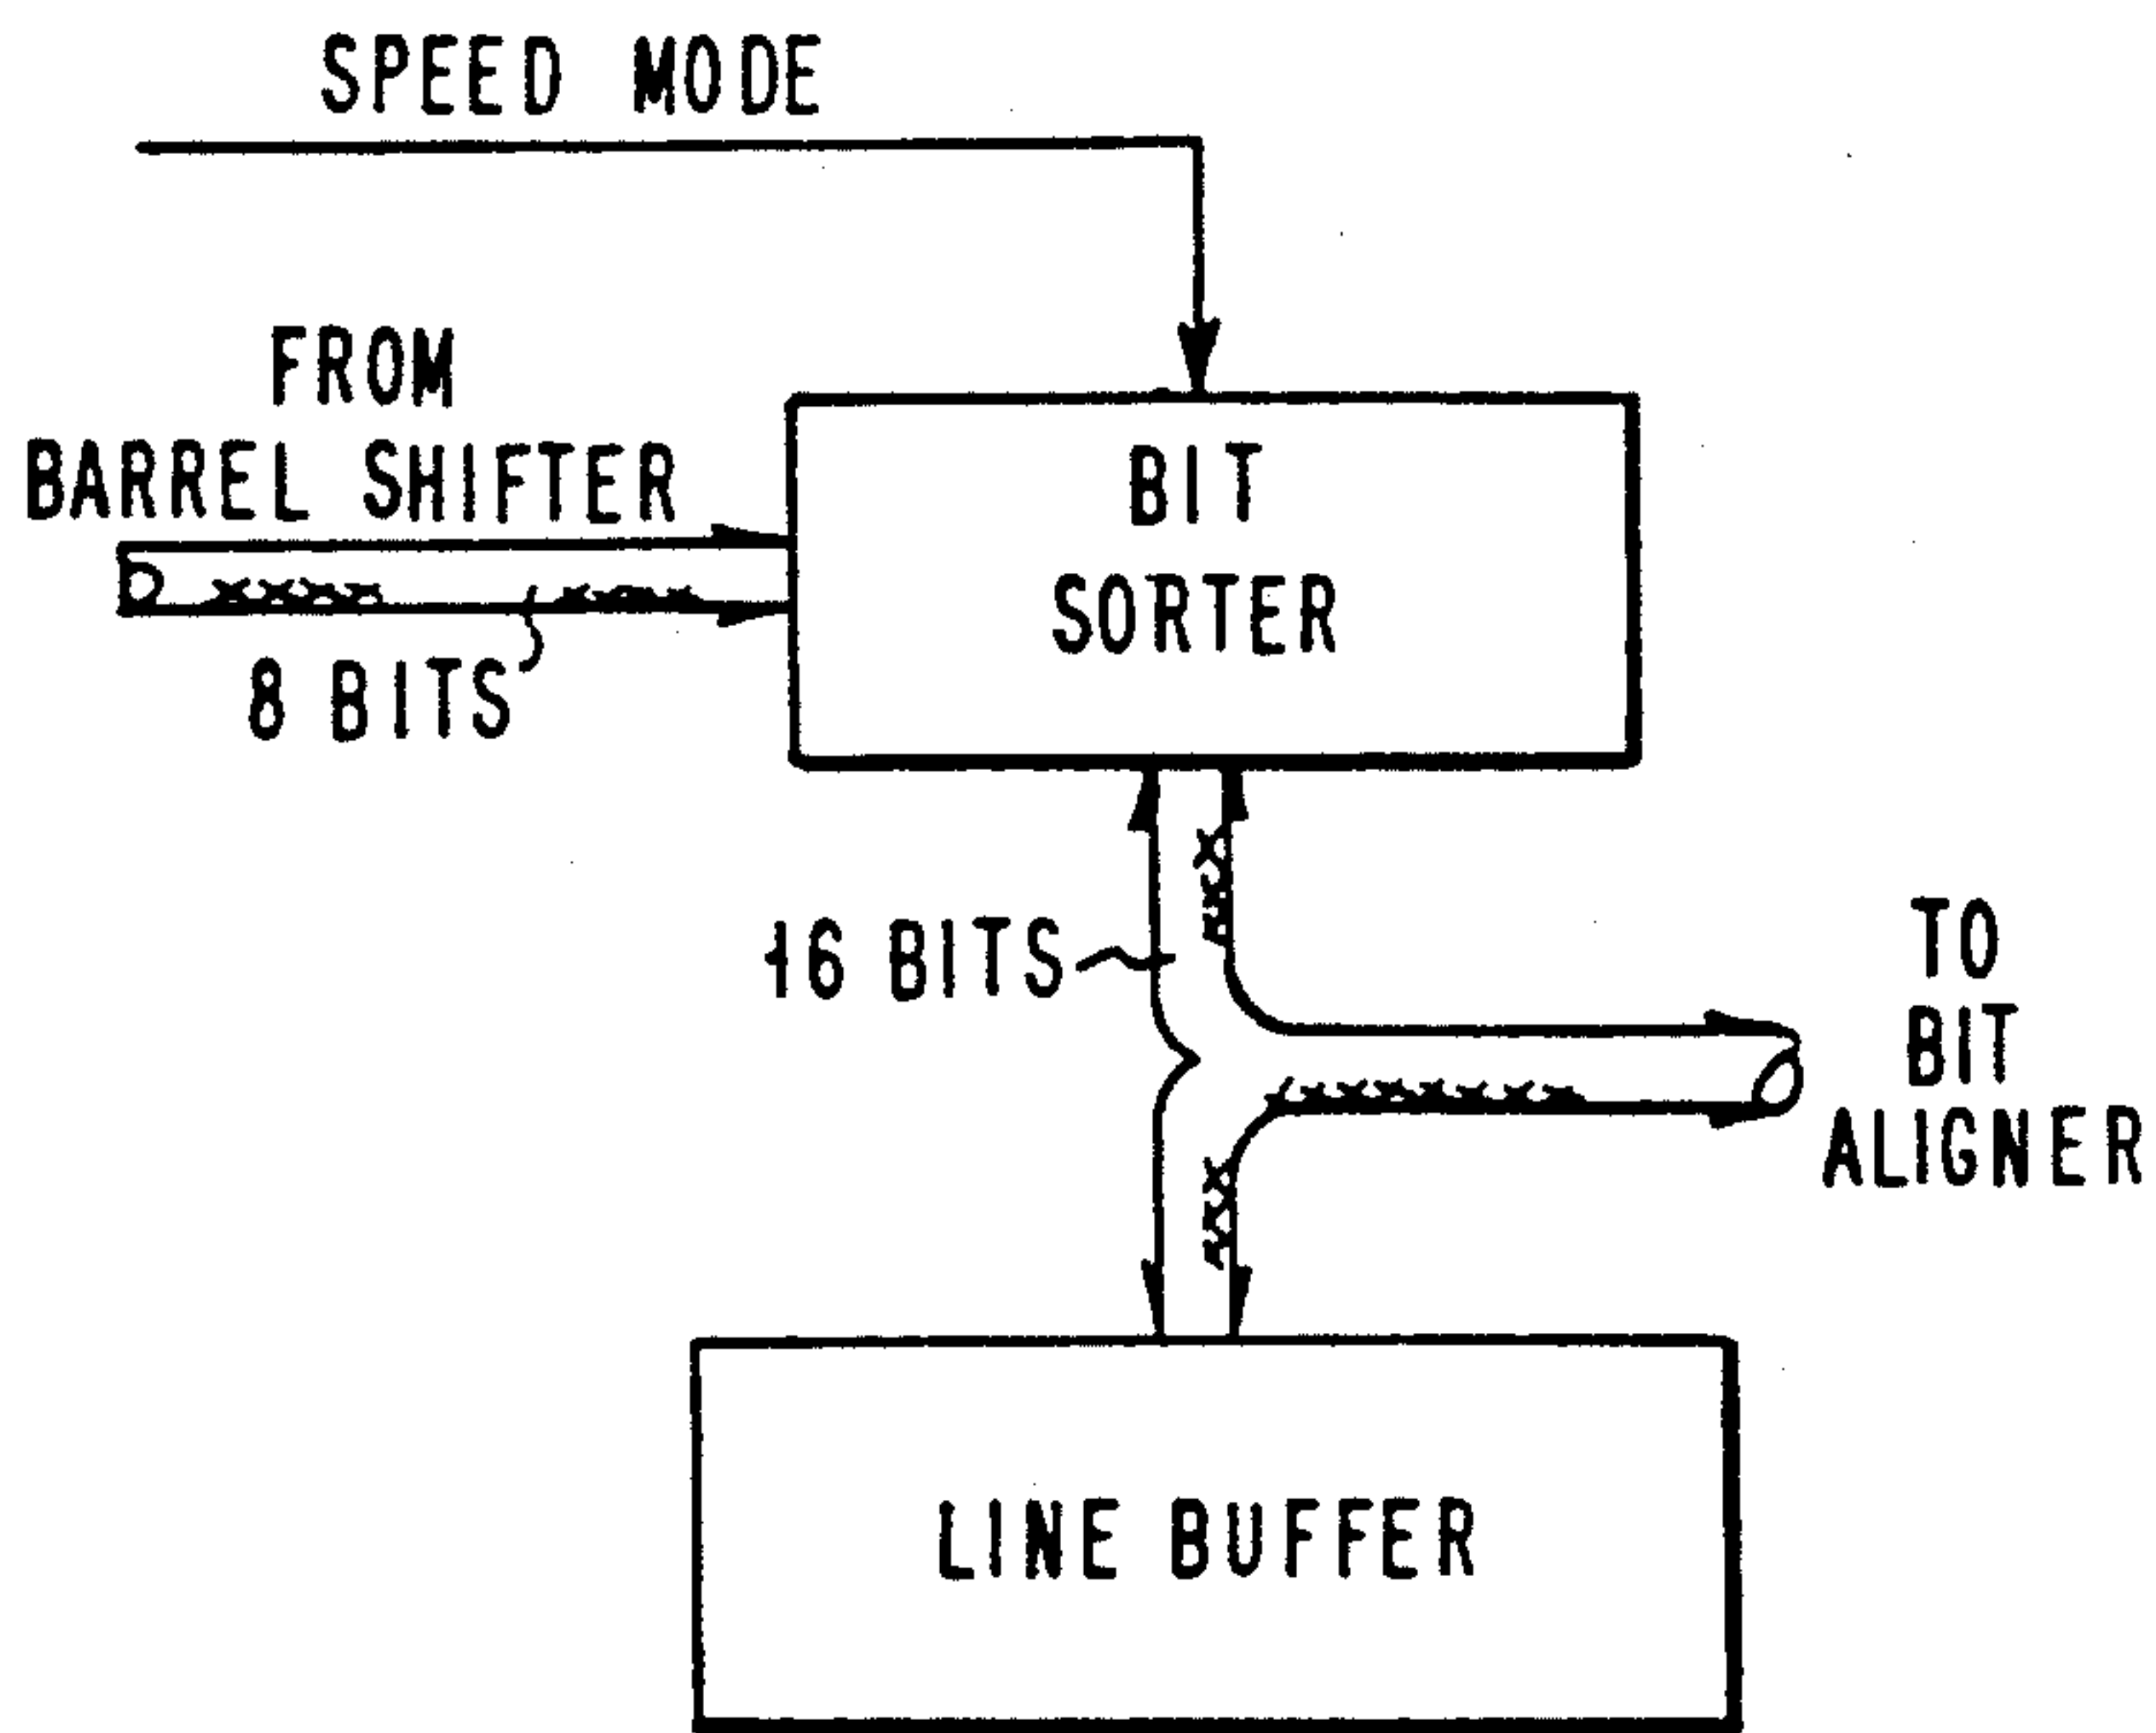 SPEED MODE
FROM
BARREL SHIFTER
8 BITS
BIT
SORTER
16 BITS
TO
BIT
ALIGNER
LINE BUFFER